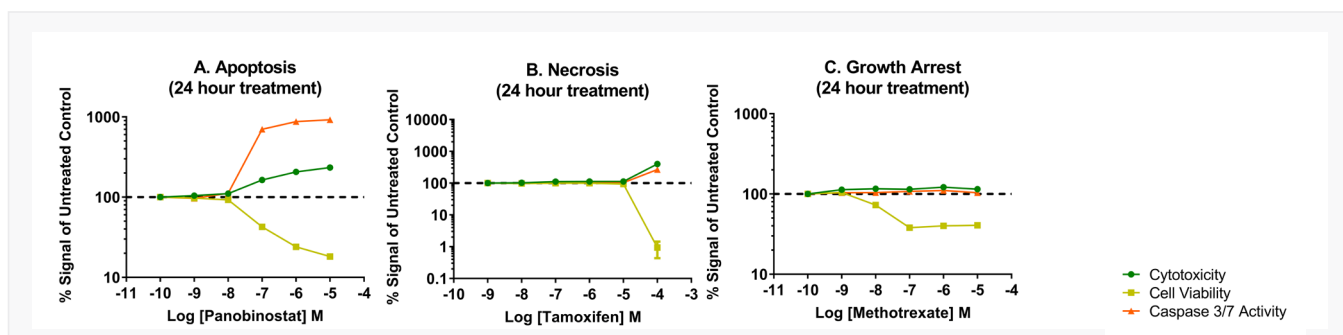 A. Apoptosis
(24 hour treatment)
% Signal of Untreated Control
1000
100
10
-11 -10 -9 -8 -7 -6 -5 -4
Log [Panobinostat] M
B. Necrosis
(24 hour treatment)
% Signal of Untreated Control
10000
1000
100
10
1
0.1
-10 -9 -8 -7 -6 -5 -4 -3
Log [Tamoxifen] M
C. Growth Arrest
(24 hour treatment)
% Signal of Untreated Control
1000
100
10
-11 -10 -9 -8 -7 -6 -5 -4
Log [Methotrexate] M
Cytotoxicity
Cell Viability
Caspase 3/7 Activity